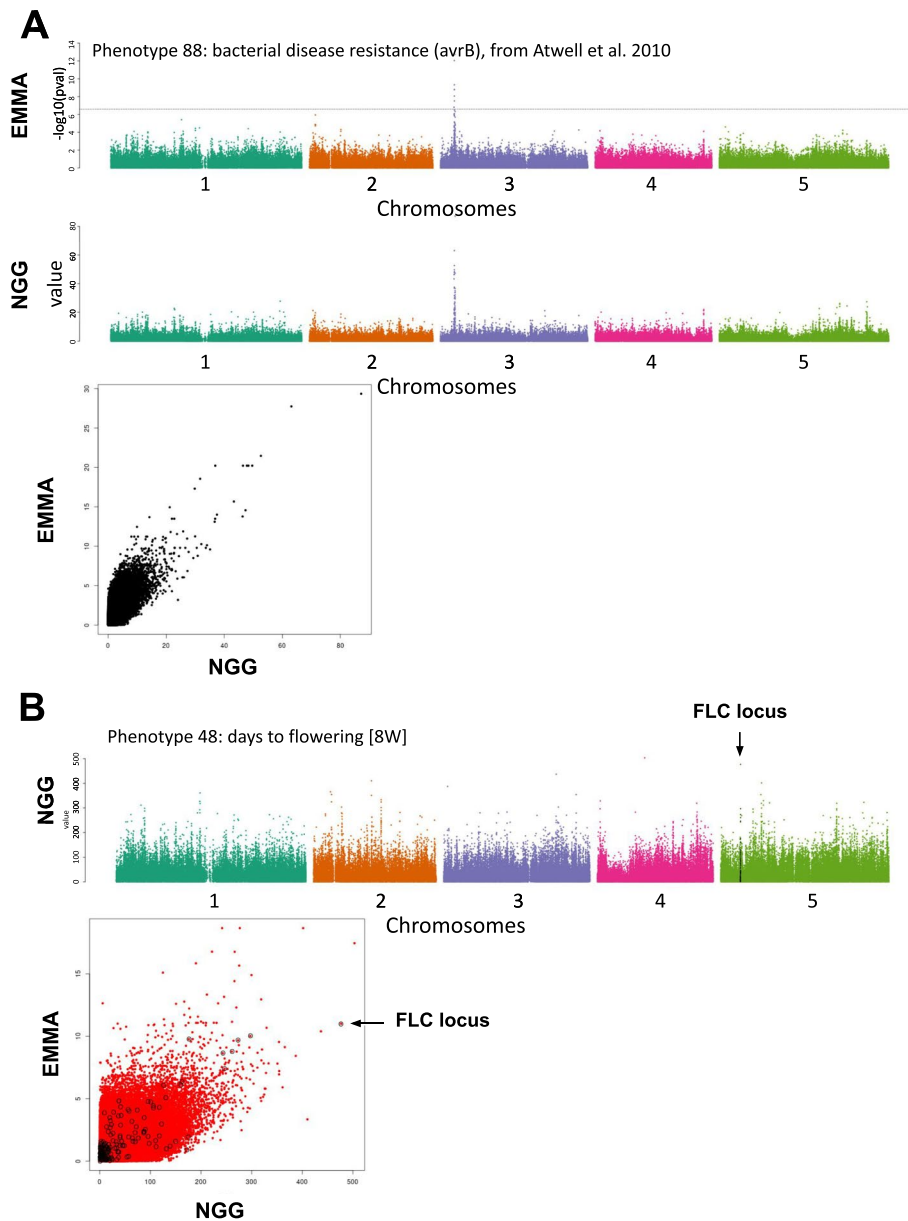 A
Phenotype 88: bacterial disease resistance (avrB), from Atwell et al. 2010
EMMA
-log10(pval)
0 2 4 6 8 10 12 14
1 2 3 4 5
Chromosomes
NGG
value
0 20 40 60 80
1 2 3 4 5
Chromosomes
EMMA
0 5 10 15 20 25 30
0 20 40 60 80
NGG
B
FLC locus
Phenotype 48: days to flowering [8W]
NGG
value
0 100 200 300 400 500
1 2 3 4 5
Chromosomes
EMMA
0 5 10 15
FLC locus
0 100 200 300 400 500
NGG